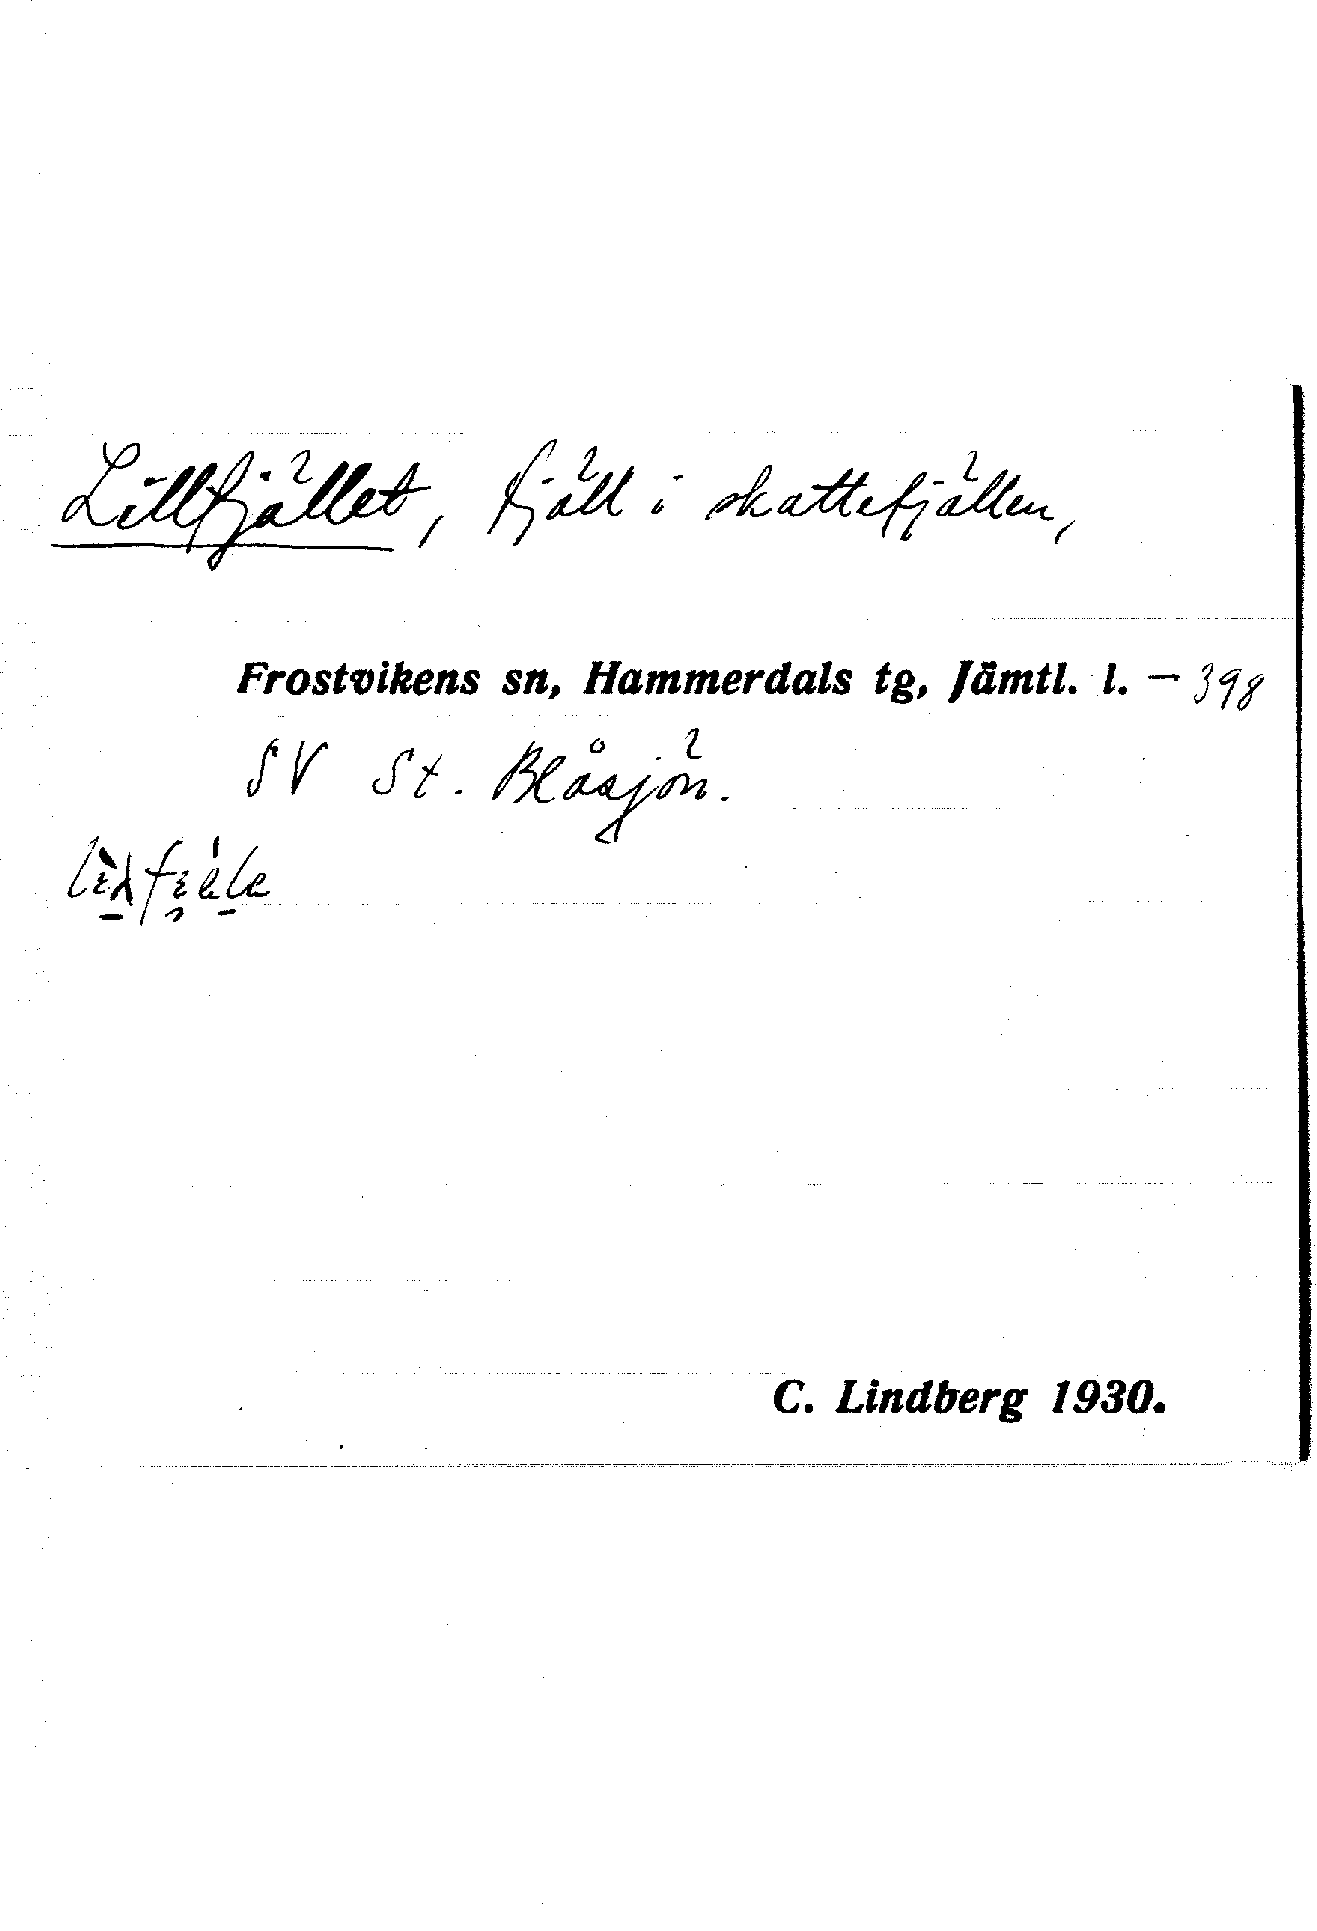 Lillfjället, fjäll i skattefjällen,
Frostvikens sn, Hammerdals tg, Jämtl. l. – 398
SV St. Blåsjön.
C. Lindberg 1930.